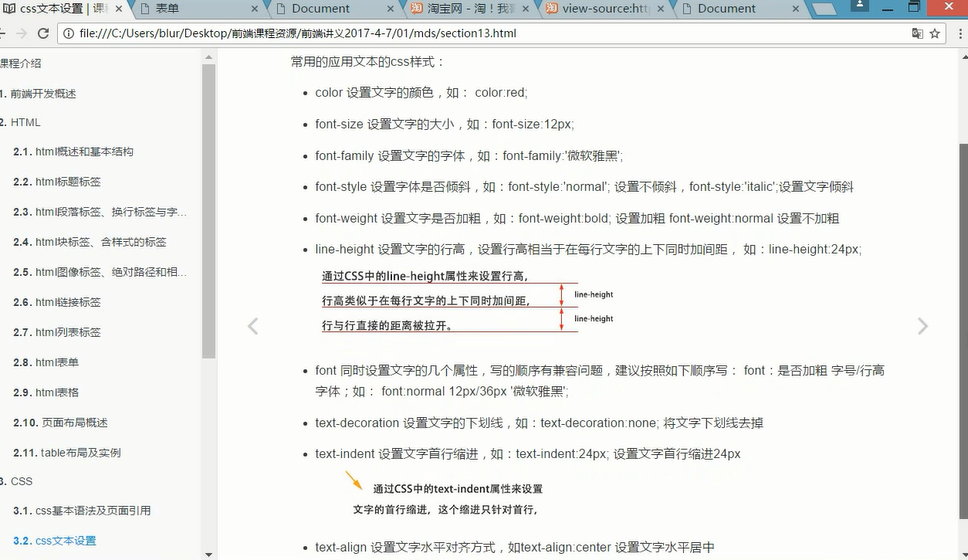 css文本设置 | 课
表单
Document
淘宝网 - 淘！我喜
view-source:http
Document
file:///C:/Users/blur/Desktop/前端课程资源/前端讲义2017-4-7/01/mds/section13.html
课程介绍
1. 前端开发概述
2. HTML
2.1. html概述和基本结构
2.2. html标题标签
2.3. html段落标签、换行标签与字...
2.4. html块标签、含样式的标签
2.5. html图像标签、绝对路径和相...
2.6. html链接标签
2.7. html列表标签
2.8. html表单
2.9. html表格
2.10. 页面布局概述
2.11. table布局及实例
3. CSS
3.1. css基本语法及页面引用
3.2. css文本设置
常用的应用文本的css样式：
color 设置文字的颜色，如： color:red;
font-size 设置文字的大小，如：font-size:12px;
font-family 设置文字的字体，如：font-family:'微软雅黑';
font-style 设置字体是否倾斜，如：font-style:'normal'; 设置不倾斜，font-style:'italic';设置文字倾斜
font-weight 设置文字是否加粗，如：font-weight:bold; 设置加粗 font-weight:normal 设置不加粗
line-height 设置文字的行高，设置行高相当于在每行文字的上下同时加间距， 如：line-height:24px;
通过CSS中的line-height属性来设置行高，
行高类似于在每行文字的上下同时加间距， line-height
行与行直接的距离被拉开。 line-height
font 同时设置文字的几个属性，写的顺序有兼容问题，建议按照如下顺序写： font：是否加粗 字号/行高
字体；如： font:normal 12px/36px '微软雅黑';
text-decoration 设置文字的下划线，如：text-decoration:none; 将文字下划线去掉
text-indent 设置文字首行缩进，如：text-indent:24px; 设置文字首行缩进24px
通过CSS中的text-indent属性来设置
文字的首行缩进，这个缩进只针对首行，
text-align 设置文字水平对齐方式，如text-align:center 设置文字水平居中